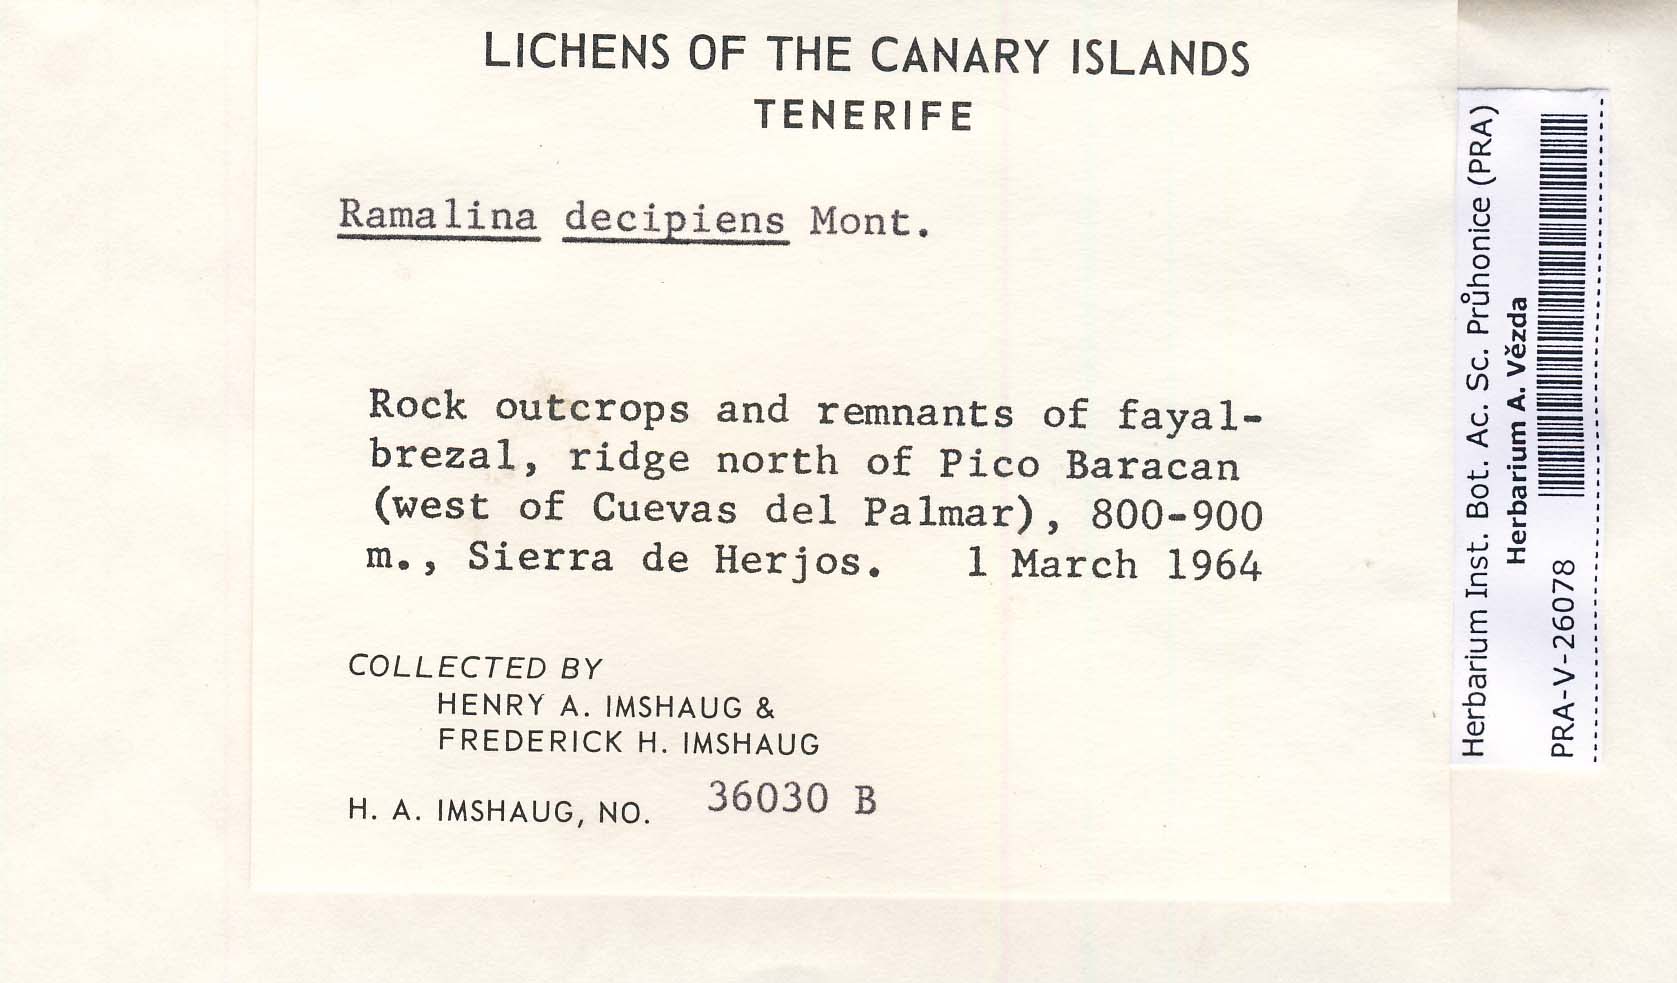 LICHENS OF THE CANARY ISLANDS
TENERIFE
Ramalina decipiens Mont.
Rock outcrops and remnants of fayal-
brezal, ridge north of Pico Baracan
(west of Cuevas del Palmar), 800-900
m., Sierra de Herjos. 1 March 1964
COLLECTED BY
HENRY A. IMSHAUG &
FREDERICK H. IMSHAUG
H. A. IMSHAUG, NO. 36030 B
Herbarium Inst. Bot. Ac. Sc. Průhonice (PRA)
Herbarium A. Vězda
PRA-V-26078